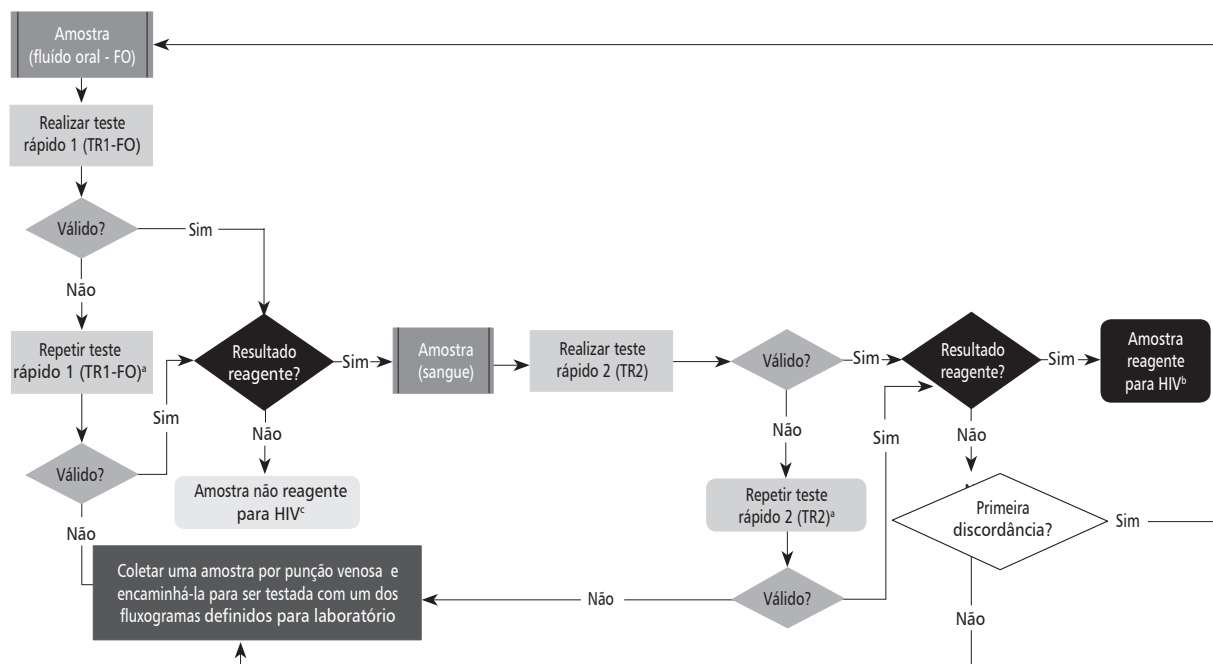 Amostra
(fluído oral - FO)
Realizar teste
rápido 1 (TR1-FO)
Válido?
Sim
Não
Repetir teste
rápido 1 (TR1-FO)ª
Válido?
Sim
Não
Resultado
reagente?
Sim
Não
Amostra não reagente
para HIVᶜ
Amostra
(sangue)
Realizar teste
rápido 2 (TR2)
Válido?
Sim
Não
Repetir teste
rápido 2 (TR2)ª
Válido?
Sim
Não
Resultado
reagente?
Sim
Não
Amostra
reagente
para HIVᵇ
Primeira
discordância?
Sim
Não
Coletar uma amostra por punção venosa e
encaminhá-la para ser testada com um dos
fluxogramas definidos para laboratório